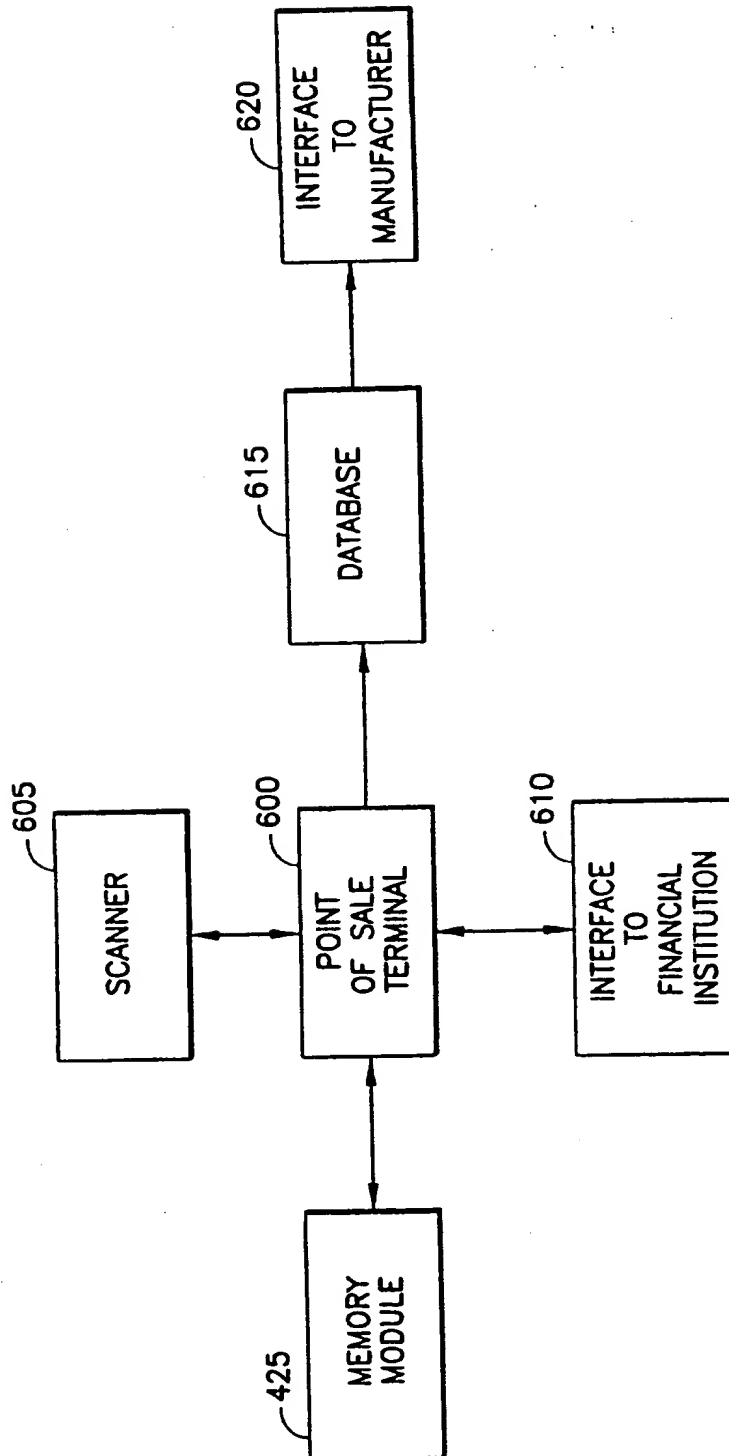 605
SCANNER
425
MEMORY
MODULE
600
POINT
OF SALE
TERMINAL
615
DATABASE
620
INTERFACE
TO
MANUFACTURER
610
INTERFACE
TO
FINANCIAL
INSTITUTION